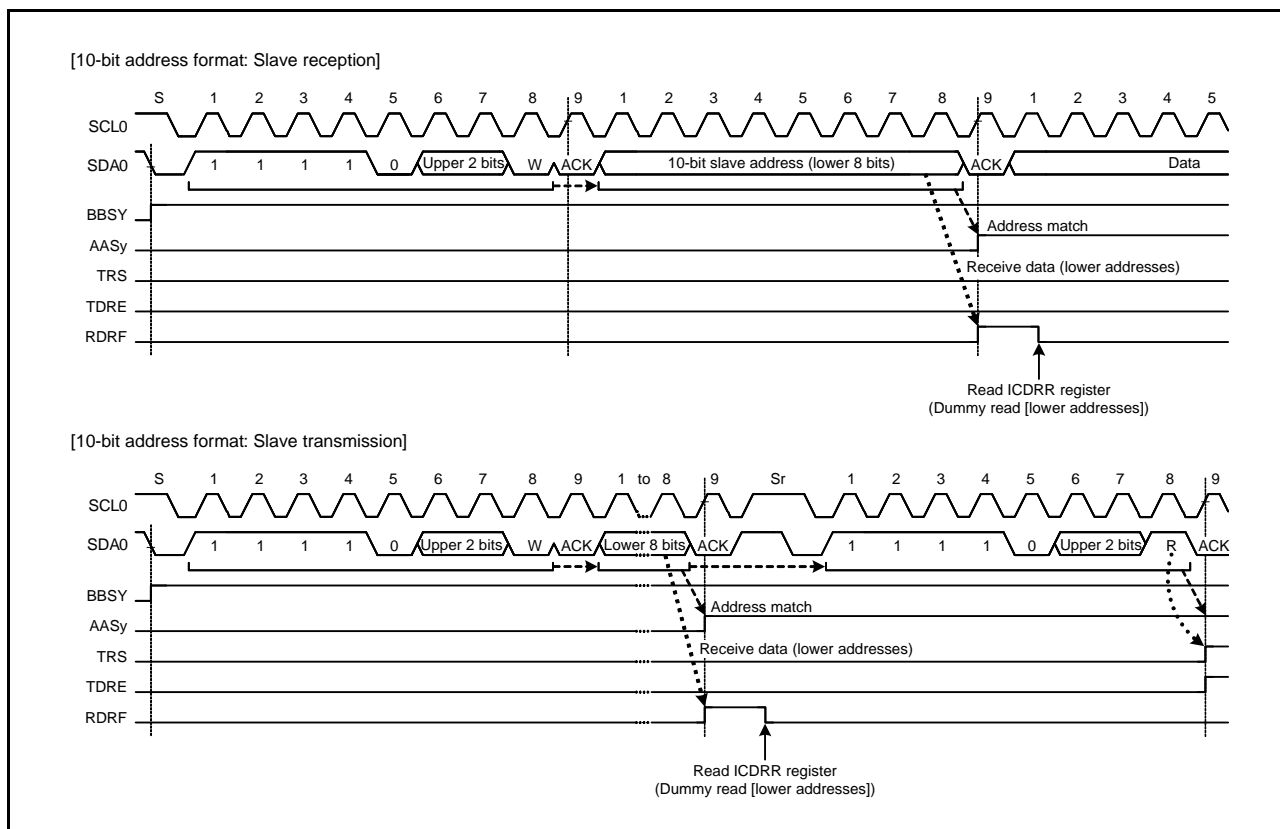 [10-bit address format: Slave reception]
S 1 2 3 4 5 6 7 8 9 1 2 3 4 5 6 7 8 9 1 2 3 4 5
SCL0
SDA0 1 1 1 1 0 Upper 2 bits W ACK 10-bit slave address (lower 8 bits) ACK Data
BBSY
Address match
AASy
Receive data (lower addresses)
TRS
TDRE
RDRF
Read ICDRR register
(Dummy read [lower addresses])
[10-bit address format: Slave transmission]
S 1 2 3 4 5 6 7 8 9 1 to 8 9 Sr 1 2 3 4 5 6 7 8 9
SCL0
SDA0 1 1 1 1 0 Upper 2 bits W ACK Lower 8 bits ACK 1 1 1 1 0 Upper 2 bits R ACK
BBSY
Address match
AASy
Receive data (lower addresses)
TRS
TDRE
RDRF
Read ICDRR register
(Dummy read [lower addresses])